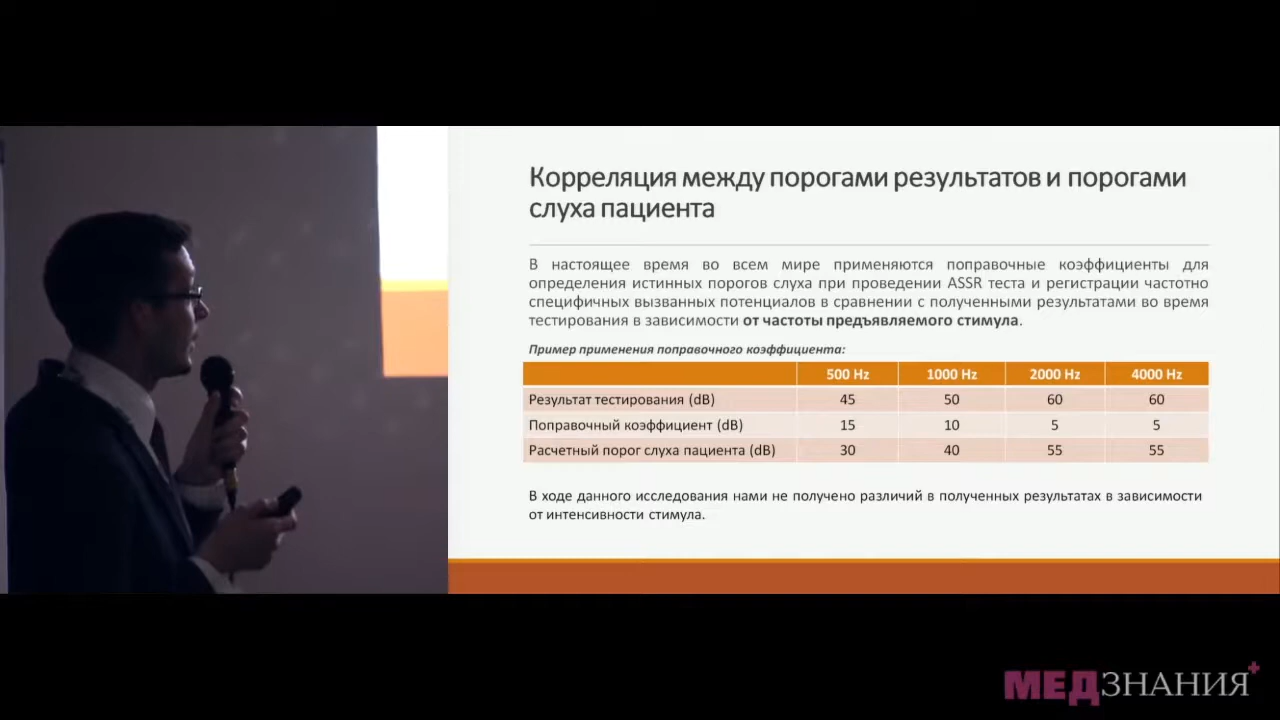 Корреляция между порогами результатов и порогами
слуха пациента
В настоящее время во всем мире применяются поправочные коэффициенты для
определения истинных порогов слуха при проведении ASSR теста и регистрации частотно
специфичных вызванных потенциалов в сравнении с полученными результатами во время
тестирования в зависимости от частоты предъявляемого стимула.
Пример применения поправочного коэффициента:
500 Hz 1000 Hz 2000 Hz 4000 Hz
Результат тестирования (dB) 45 50 60 60
Поправочный коэффициент (dB) 15 10 5 5
Расчетный порог слуха пациента (dB) 30 40 55 55
В ходе данного исследования нами не получено различий в полученных результатах в зависимости
от интенсивности стимула.
МЕДЗНАНИЯ+